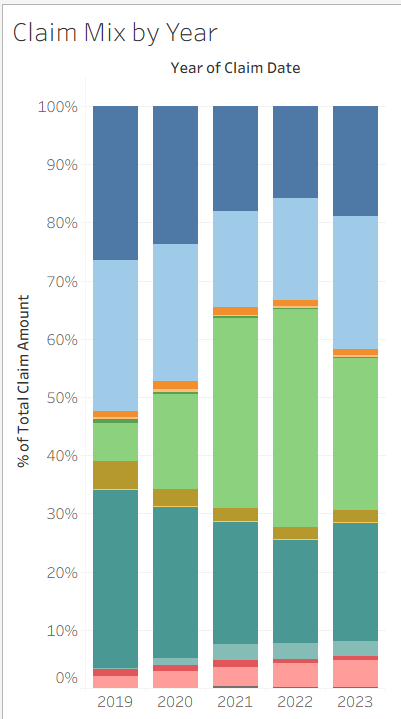 Claim Mix by Year
Year of Claim Date
100%
90%
80%
70%
60%
50%
40%
30%
20%
10%
0%
% of Total Claim Amount
2019 2020 2021 2022 2023